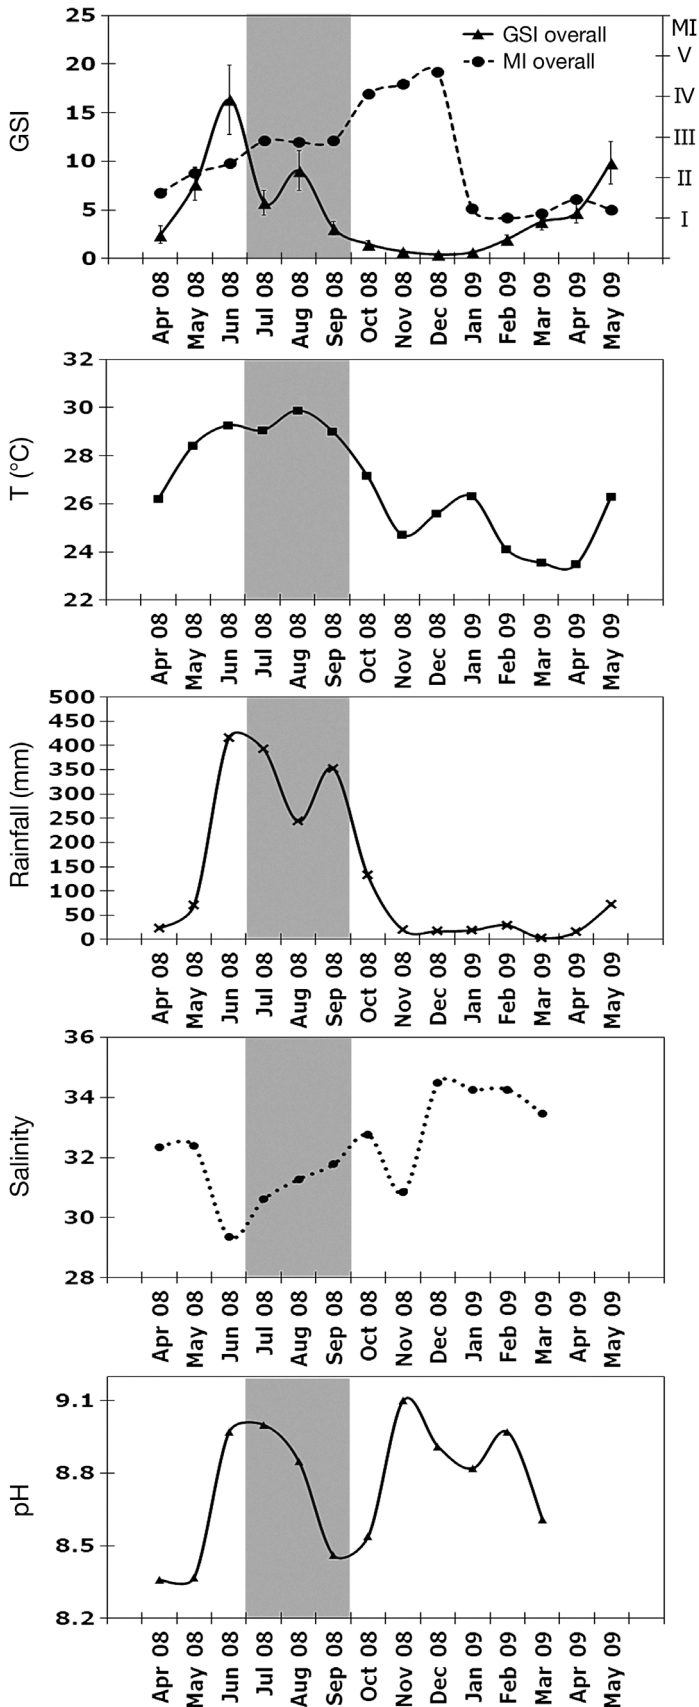 25
20
15
10
5
0
GSI
GSI overall
MI overall
MI
V
IV
III
II
I
Apr 08
May 08
Jun 08
Jul 08
Aug 08
Sep 08
Oct 08
Nov 08
Dec 08
Jan 09
Feb 09
Mar 09
Apr 09
May 09
32
30
28
26
24
22
T (°C)
Apr 08
May 08
Jun 08
Jul 08
Aug 08
Sep 08
Oct 08
Nov 08
Dec 08
Jan 09
Feb 09
Mar 09
Apr 09
May 09
500
450
400
350
300
250
200
150
100
50
0
Rainfall (mm)
Apr 08
May 08
Jun 08
Jul 08
Aug 08
Sep 08
Oct 08
Nov 08
Dec 08
Jan 09
Feb 09
Mar 09
Apr 09
May 09
36
34
32
30
28
Salinity
Apr 08
May 08
Jun 08
Jul 08
Aug 08
Sep 08
Oct 08
Nov 08
Dec 08
Jan 09
Feb 09
Mar 09
Apr 09
May 09
9.1
8.8
8.5
8.2
pH
Apr 08
May 08
Jun 08
Jul 08
Aug 08
Sep 08
Oct 08
Nov 08
Dec 08
Jan 09
Feb 09
Mar 09
Apr 09
May 09